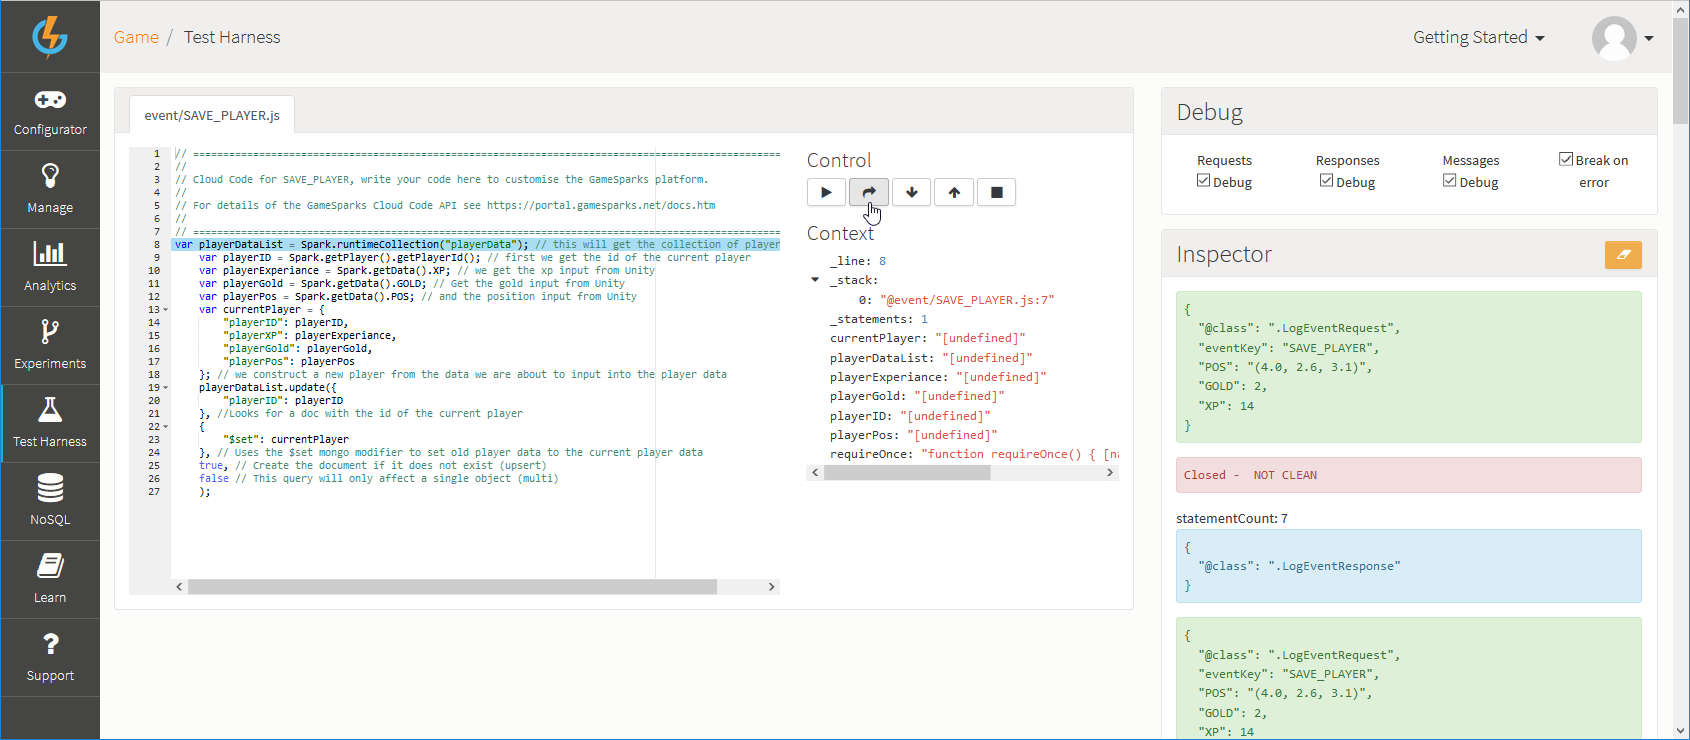 Game / Test Harness
Getting Started
Configurator
Manage
Analytics
Experiments
Test Harness
NoSQL
Learn
Support
event/SAVE_PLAYER.js
1 // ==================================================================================================
2 //
3 // Cloud Code for SAVE_PLAYER, write your code here to customise the GameSparks platform.
4 //
5 // For details of the GameSparks Cloud Code API see https://portal.gamesparks.net/docs.htm
6 //
7 // ==================================================================================================
8 var playerDataList = Spark.runtimeCollection("playerData"); // this will get the collection of player
9 var playerID = Spark.getPlayer().getPlayerId(); // first we get the id of the current player
10 var playerExperiance = Spark.getData().XP; // we get the xp input from Unity
11 var playerGold = Spark.getData().GOLD; // Get the gold input from Unity
12 var playerPos = Spark.getData().POS; // and the position input from Unity
13 var currentPlayer = {
14 "playerID": playerID,
15 "playerXP": playerExperiance,
16 "playerGold": playerGold,
17 "playerPos": playerPos
18 }; // we construct a new player from the data we are about to input into the player data
19 playerDataList.update({
20 "playerID": playerID
21 }, //Looks for a doc with the id of the current player
22 {
23 "$set": currentPlayer
24 }, // Uses the $set mongo modifier to set old player data to the current player data
25 true, // Create the document if it does not exist (upsert)
26 false // This query will only affect a single object (multi)
27 );
Control
Context
_line: 8
_stack:
0: "@event/SAVE_PLAYER.js:7"
_statements: 1
currentPlayer: "[undefined]"
playerDataList: "[undefined]"
playerExperiance: "[undefined]"
playerGold: "[undefined]"
playerID: "[undefined]"
playerPos: "[undefined]"
requireOnce: "function requireOnce() { [na
Debug
Requests
Debug
Responses
Debug
Messages
Debug
Break on
error
Inspector
{
"@class": ".LogEventRequest",
"eventKey": "SAVE_PLAYER",
"POS": "(4.0, 2.6, 3.1)",
"GOLD": 2,
"XP": 14
}
Closed - NOT CLEAN
statementCount: 7
{
"@class": ".LogEventResponse"
}
{
"@class": ".LogEventRequest",
"eventKey": "SAVE_PLAYER",
"POS": "(4.0, 2.6, 3.1)",
"GOLD": 2,
"XP": 14